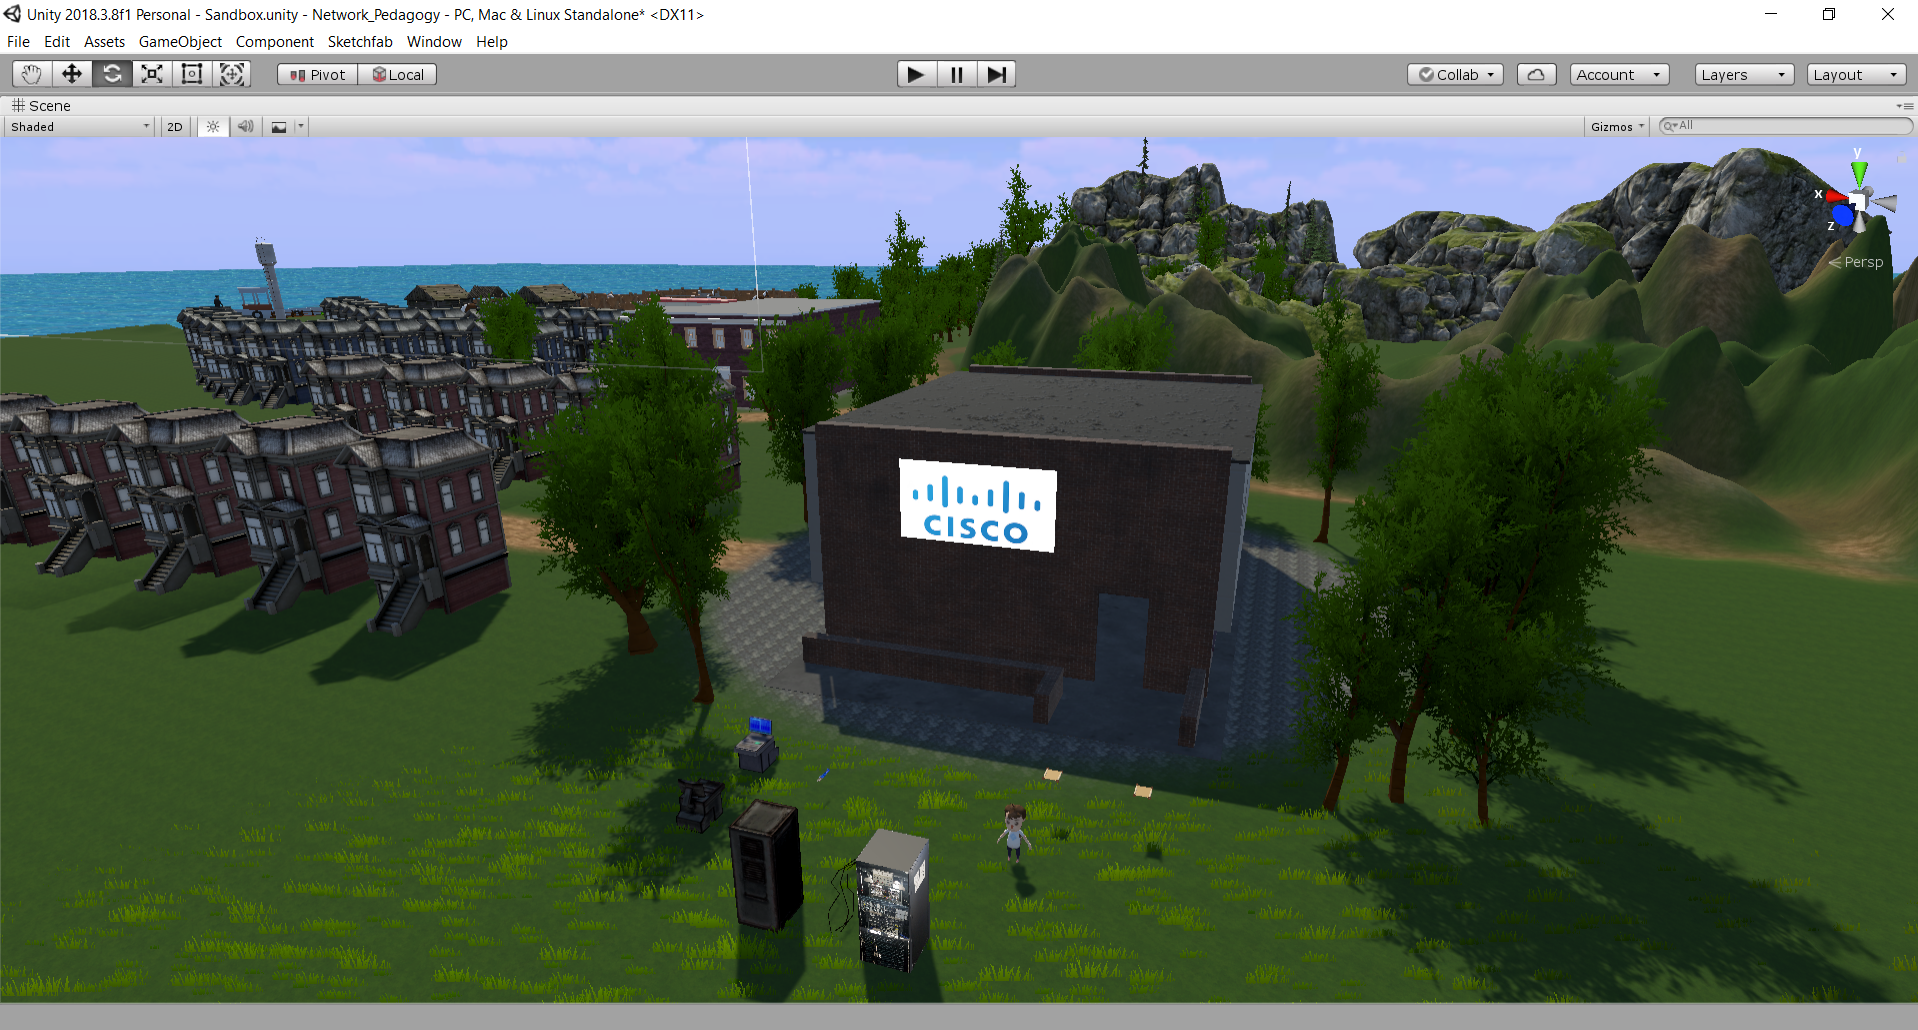 Unity 2018.3.8f1 Personal - Sandbox.unity - Network_Pedagogy - PC, Mac & Linux Standalone* <DX11>
File Edit Assets GameObject Component Sketchfab Window Help
Pivot Local Collab Account Layers Layout
Scene
Shaded 2D Gizmos All
y
x
z
Persp
CISCO